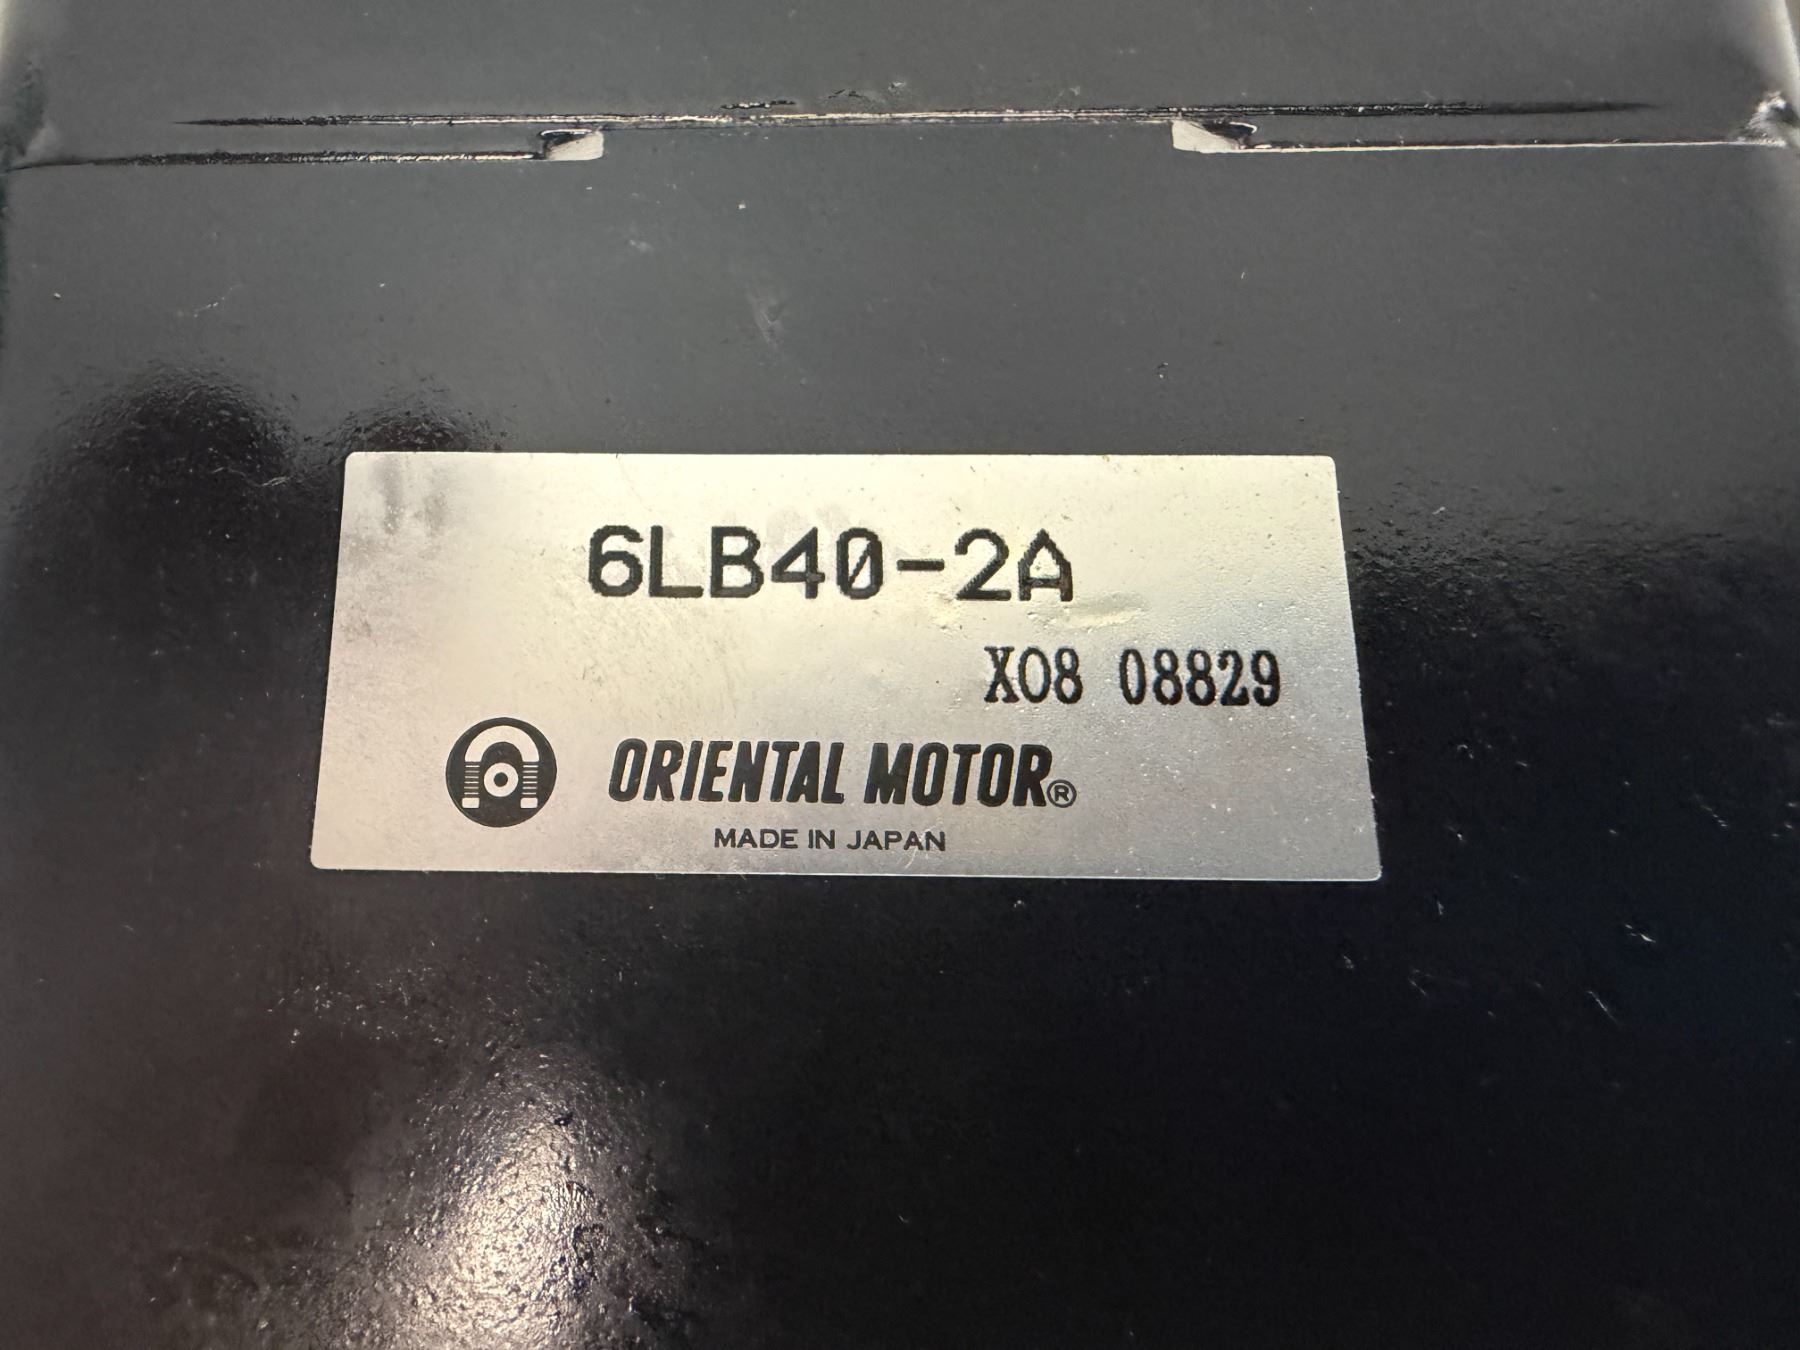 6LB40-2A
X08 08829
ORIENTAL MOTOR®
MADE IN JAPAN